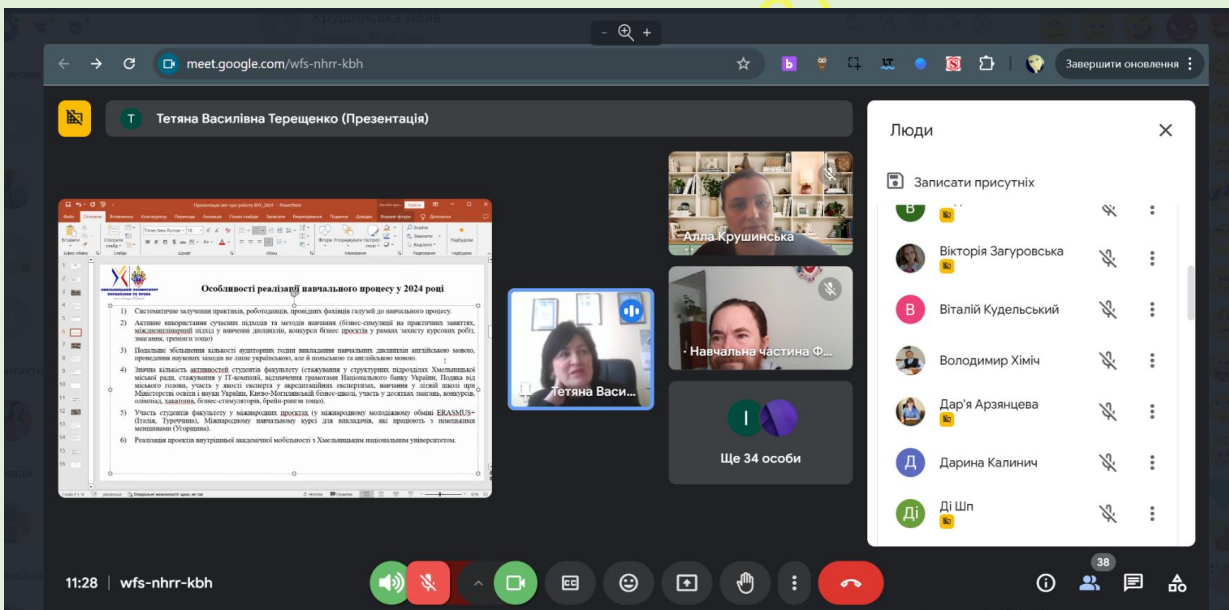 Крушинська Алла
meet.google.com/wfs-nhrr-kbh
Завершити оновлення
Т Тетяна Василівна Терещенко (Презентація)
Особливості реалізації навчального процесу у 2024 році
1) Систематичне залучення практиків, роботодавців, провідних фахівців галузей до навчального процесу.
2) Активне використання сучасних підходів та методів навчання (бізнес-симуляції на практичних заняттях,
міждисциплінарний підхід у вивченні дисциплін, конкурси бізнес проєктів у рамках захисту курсових робіт,
змагання, тренінги тощо)
3) Подальше збільшення кількості аудиторних годин викладання навчальних дисциплін англійською мовою,
проведення наукових заходів не лише українською, але й польською та англійською мовою.
4) Значна кількість активностей студентів факультету (стажування у структурних підрозділах Хмельницької
міської ради, стажування у ІТ-компанії, відзначення грамотами Національного банку України, Подяка від
міського голови, участь у якості експерта у акредитаційних експертизах, навчання у літній школі при
Міністерстві освіти і науки України, Києво-Могилянській бізнес-школі, участь у десятках змагань, конкурсів,
олімпіад, хакатонів, бізнес-стимуляторів, брейн-рингів тощо).
5) Участь студентів факультету у міжнародних проєктах (у міжнародному молодіжному обміні ERASMUS+
(Італія, Туреччина), Міжнародному навчальному курсі для викладачів, які працюють з німецькими
меншинами (Угорщина).
6) Реалізація проектів внутрішньої академічної мобільності з Хмельницьким національним університетом.
Тетяна Васи...
Алла Крушинська
Навчальна частина Ф...
І
Ще 34 особи
Люди
Записати присутніх
В
Вікторія Загуровська
В Віталій Кудельський
Володимир Хіміч
Дар'я Арзянцева
Д Дарина Калинич
Ді Ді Шп
11:28 wfs-nhrr-kbh
38